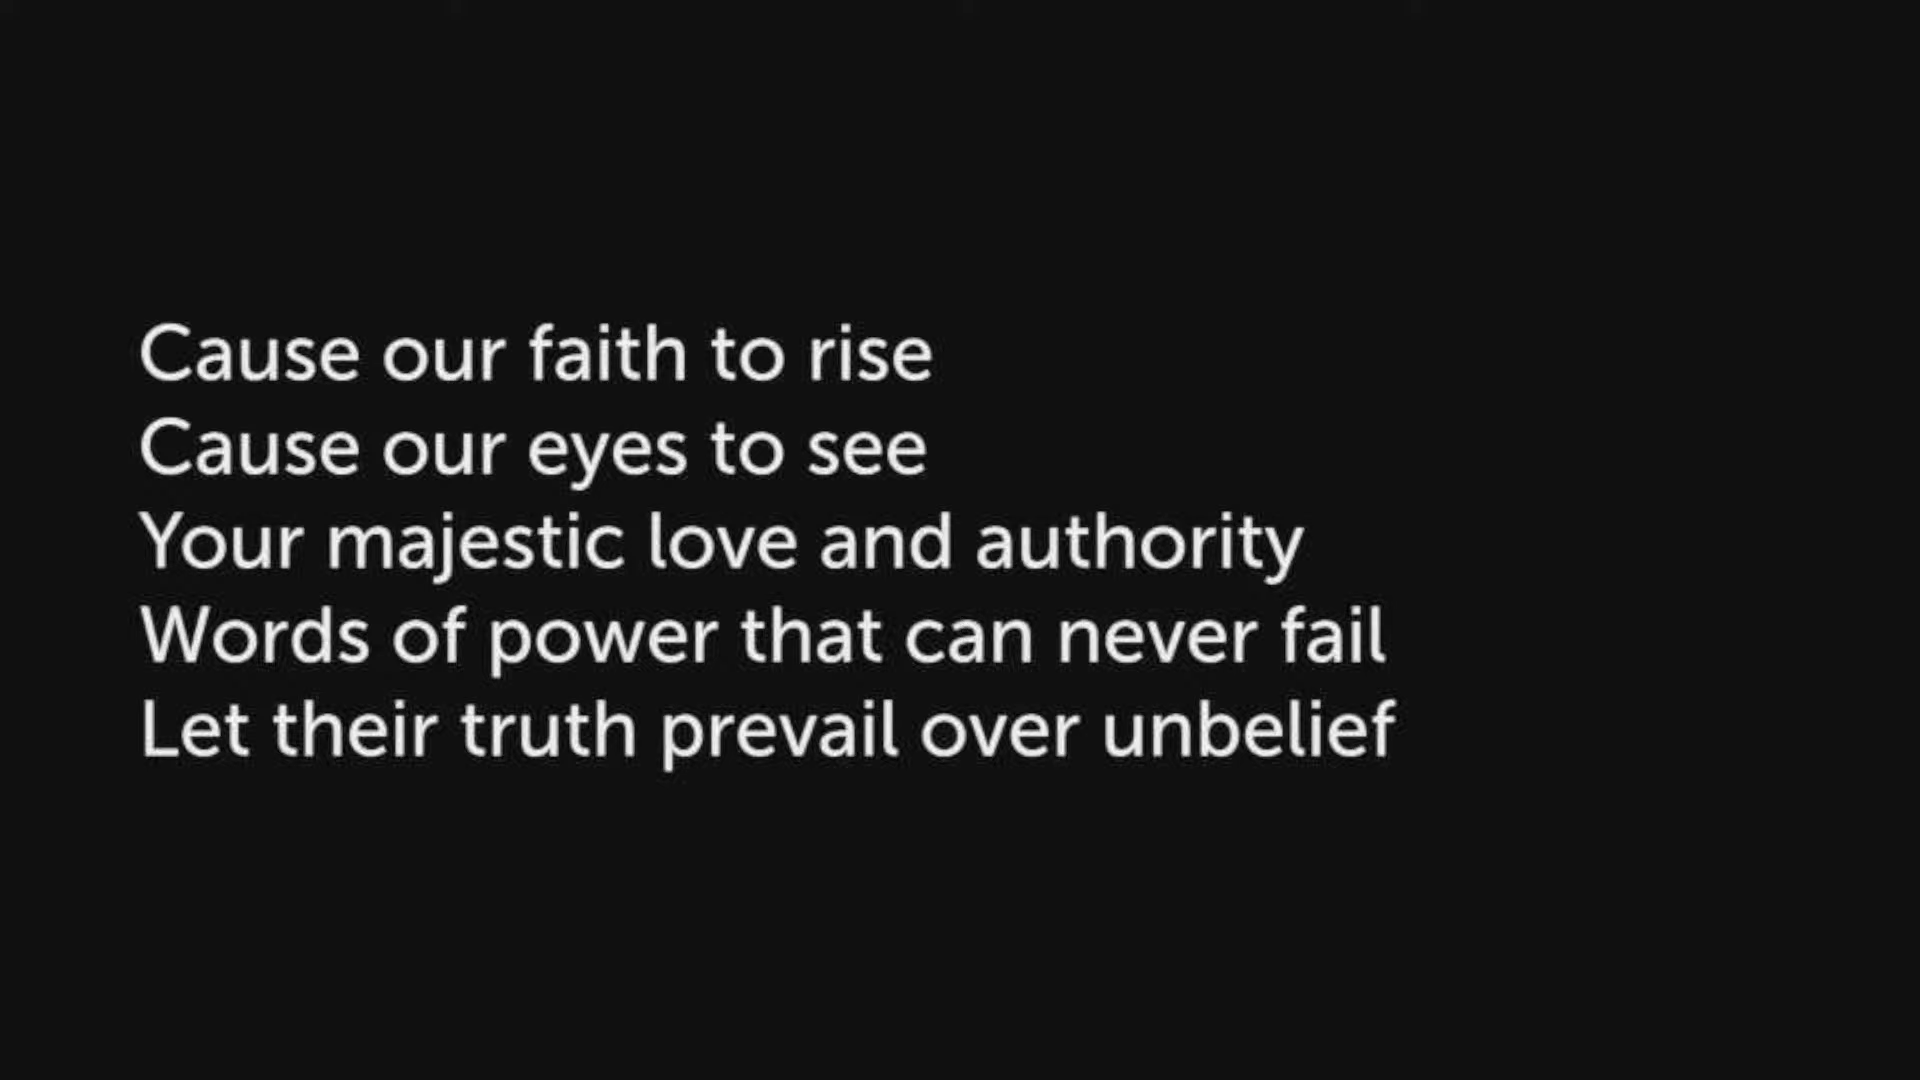 Cause our faith to rise
Cause our eyes to see
Your majestic love and authority
Words of power that can never fail
Let their truth prevail over unbelief